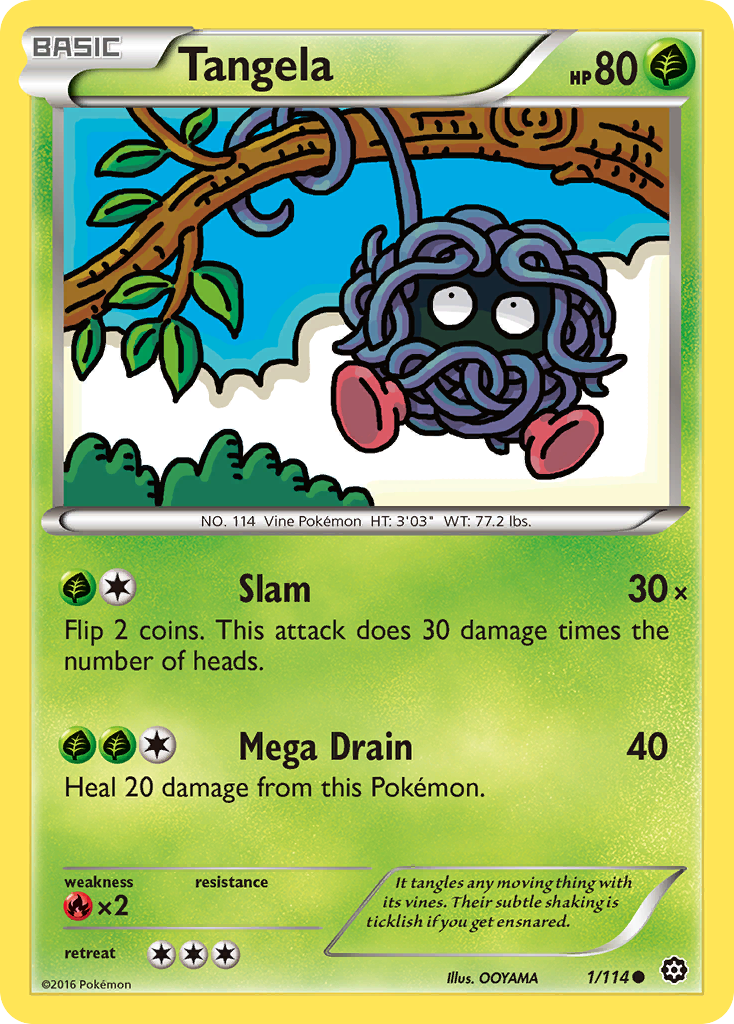 BASIC
Tangela
HP 80
NO. 114 Vine Pokémon HT: 3'03" WT: 77.2 lbs.
Slam 30×
Flip 2 coins. This attack does 30 damage times the
number of heads.
Mega Drain 40
Heal 20 damage from this Pokémon.
weakness resistance
×2
retreat
It tangles any moving thing with
its vines. Their subtle shaking is
ticklish if you get ensnared.
©2016 Pokémon
Illus. OOYAMA 1/114